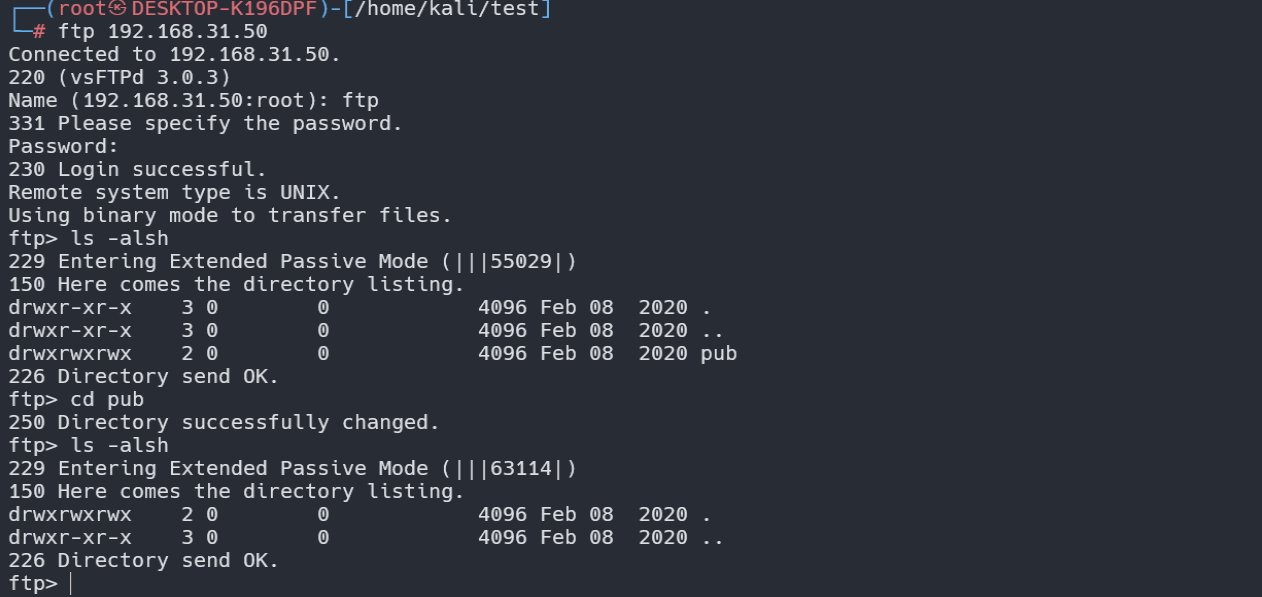 ┌──(root㉿DESKTOP-K196DPF)-[/home/kali/test]
└─# ftp 192.168.31.50
Connected to 192.168.31.50.
220 (vsFTPd 3.0.3)
Name (192.168.31.50:root): ftp
331 Please specify the password.
Password:
230 Login successful.
Remote system type is UNIX.
Using binary mode to transfer files.
ftp> ls -alsh
229 Entering Extended Passive Mode (|||55029|)
150 Here comes the directory listing.
drwxr-xr-x    3 0        0            4096 Feb 08  2020 .
drwxr-xr-x    3 0        0            4096 Feb 08  2020 ..
drwxrwxrwx    2 0        0            4096 Feb 08  2020 pub
226 Directory send OK.
ftp> cd pub
250 Directory successfully changed.
ftp> ls -alsh
229 Entering Extended Passive Mode (|||63114|)
150 Here comes the directory listing.
drwxrwxrwx    2 0        0            4096 Feb 08  2020 .
drwxr-xr-x    3 0        0            4096 Feb 08  2020 ..
226 Directory send OK.
ftp>